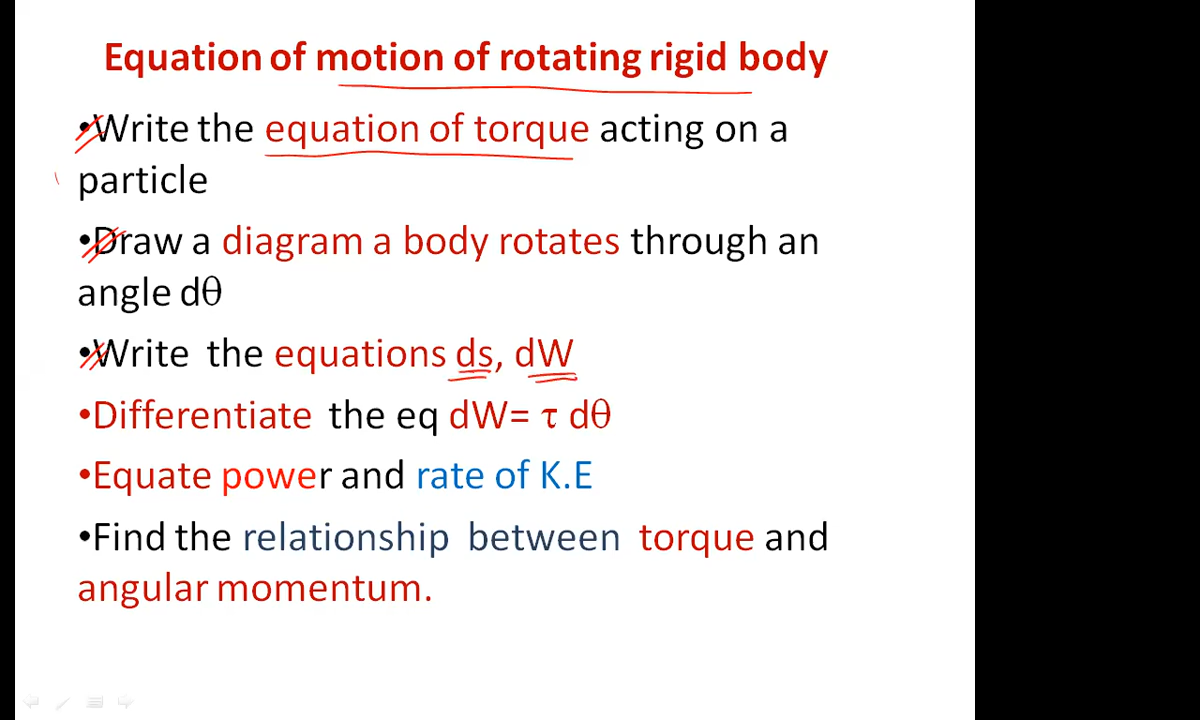 Equation of motion of rotating rigid body
•Write the equation of torque acting on a
particle
•Draw a diagram a body rotates through an
angle dθ
•Write the equations ds, dW
•Differentiate the eq dW= τ dθ
•Equate power and rate of K.E
•Find the relationship between torque and
angular momentum.